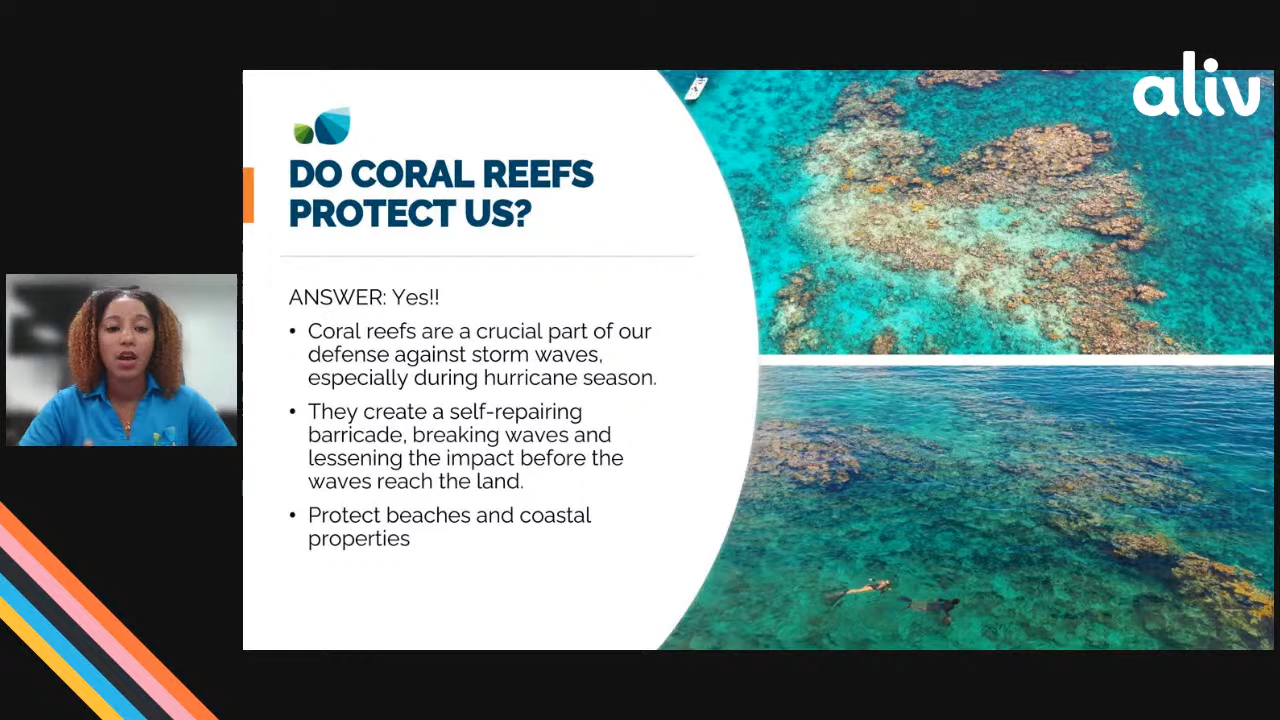 aliv
DO CORAL REEFS
PROTECT US?
ANSWER: Yes!!
• Coral reefs are a crucial part of our
defense against storm waves,
especially during hurricane season.
• They create a self-repairing
barricade, breaking waves and
lessening the impact before the
waves reach the land.
• Protect beaches and coastal
properties